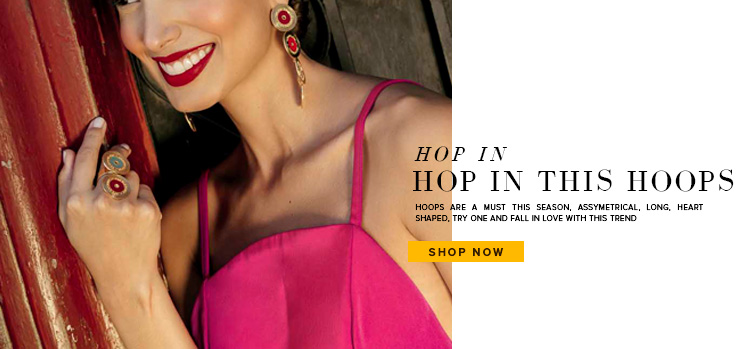 HOP IN
HOP IN THIS HOOPS
HOOPS ARE A MUST THIS SEASON, ASSYMETRICAL, LONG, HEART
SHAPED, TRY ONE AND FALL IN LOVE WITH THIS TREND
SHOP NOW